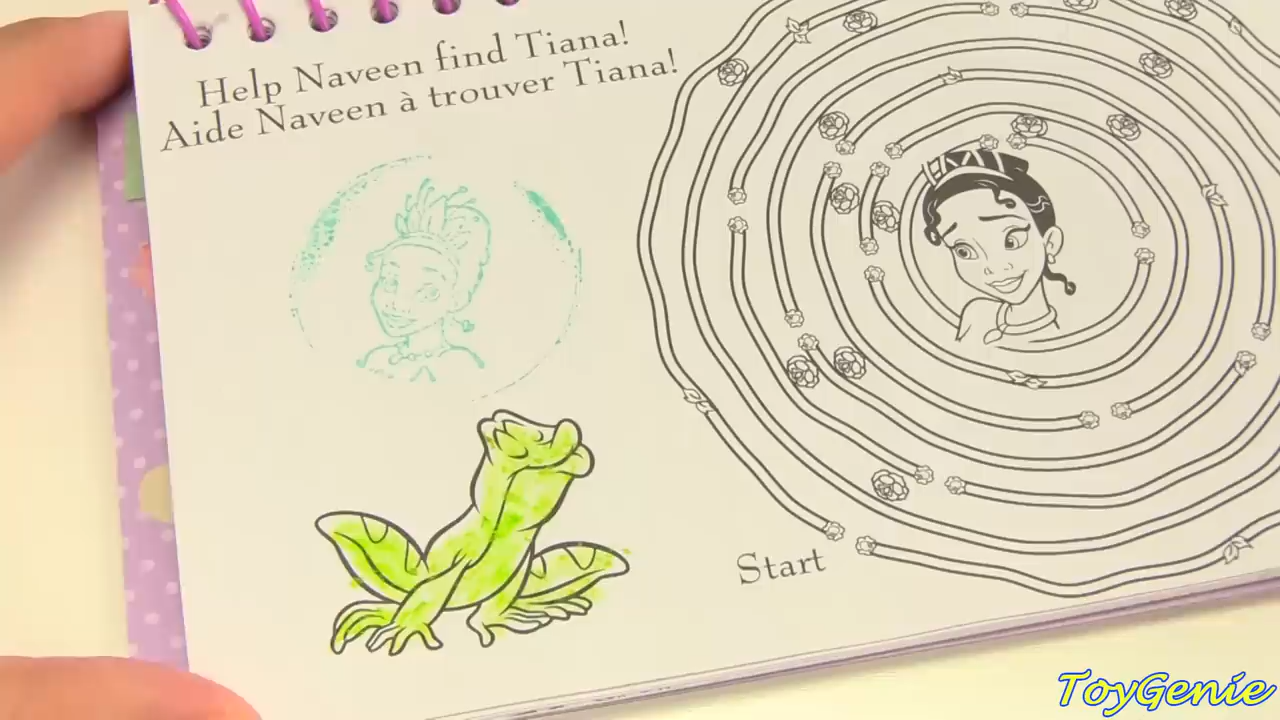 Help Naveen find Tiana!
Aide Naveen à trouver Tiana!
Start
ToyGenie